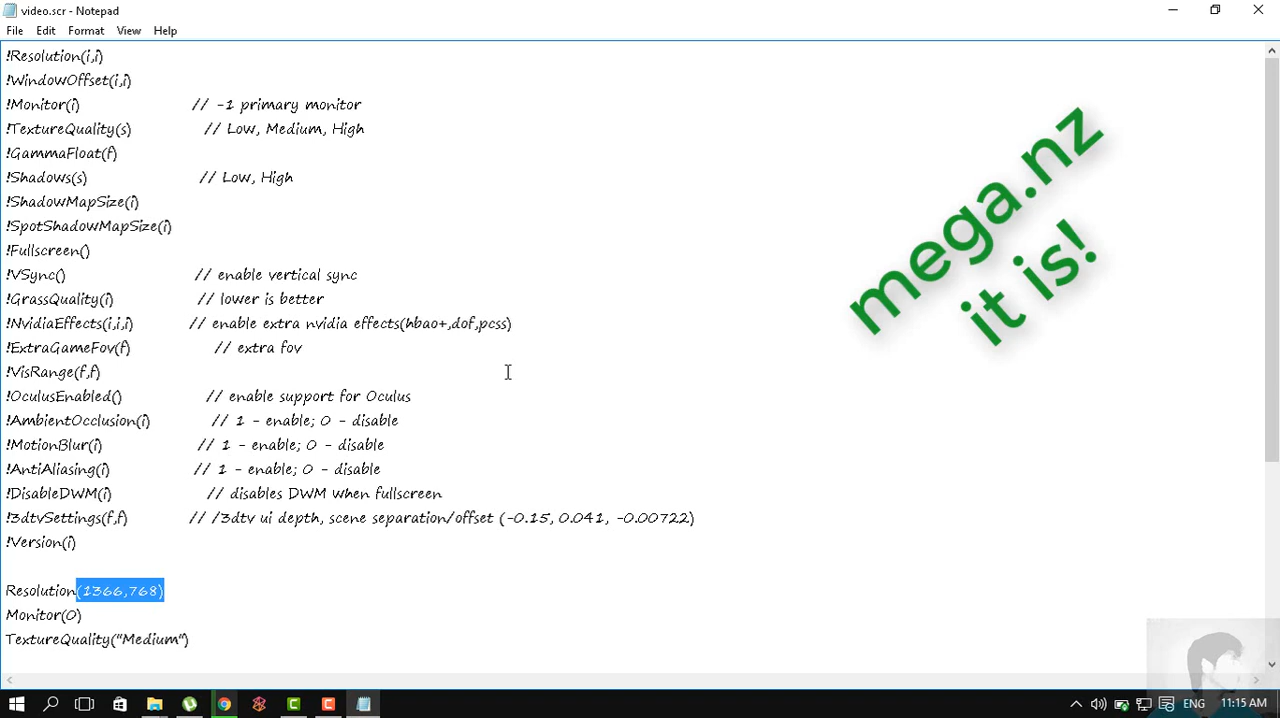 video.scr - Notepad
File Edit Format View Help
!Resolution(i,i)
!WindowOffset(i,i)
!Monitor(i) // -1 primary monitor
!TextureQuality(s) // Low, Medium, High
!GammaFloat(f)
!Shadows(s) // Low, High
!ShadowMapSize(i)
!SpotShadowMapSize(i)
!Fullscreen()
!VSync() // enable vertical sync
!GrassQuality(i) // lower is better
!NvidiaEffects(i,i,i) // enable extra nvidia effects(hbao+,dof,pcss)
!ExtraGameFov(f) // extra fov
!VisRange(f,f)
!OculusEnabled() // enable support for Oculus
!AmbientOcclusion(i) // 1 - enable; 0 - disable
!MotionBlur(i) // 1 - enable; 0 - disable
!AntiAliasing(i) // 1 - enable; 0 - disable
!DisableDWM(i) // disables DWM when fullscreen
!3dtvSettings(f,f) // /3dtv ui depth, scene separation/offset (-0.15, 0.041, -0.00722)
!Version(i)
Resolution(1366,768)
Monitor(0)
TextureQuality("Medium")
mega.nz
it is!
ENG 11:15 AM